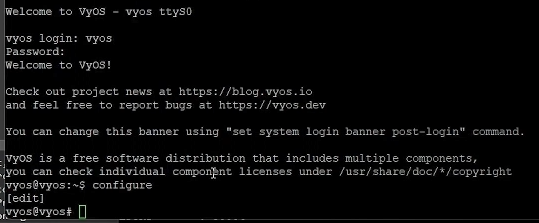 Welcome to VyOS - vyos ttyS0
vyos login: vyos
Password:
Welcome to VyOS!
Check out project news at https://blog.vyos.io
and feel free to report bugs at https://vyos.dev
You can change this banner using "set system login banner post-login" command.
VyOS is a free software distribution that includes multiple components,
you can check individual component licenses under /usr/share/doc/*/copyright
vyos@vyos:~$ configure
[edit]
vyos@vyos#